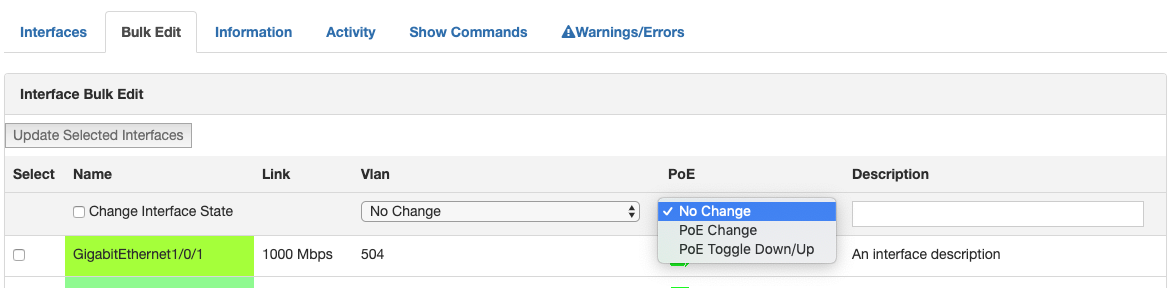 Interfaces Bulk Edit Information Activity Show Commands Warnings/Errors
Interface Bulk Edit
Update Selected Interfaces
Select Name Link Vlan PoE Description
Change Interface State No Change No Change
PoE Change
PoE Toggle Down/Up
GigabitEthernet1/0/1 1000 Mbps 504 An interface description